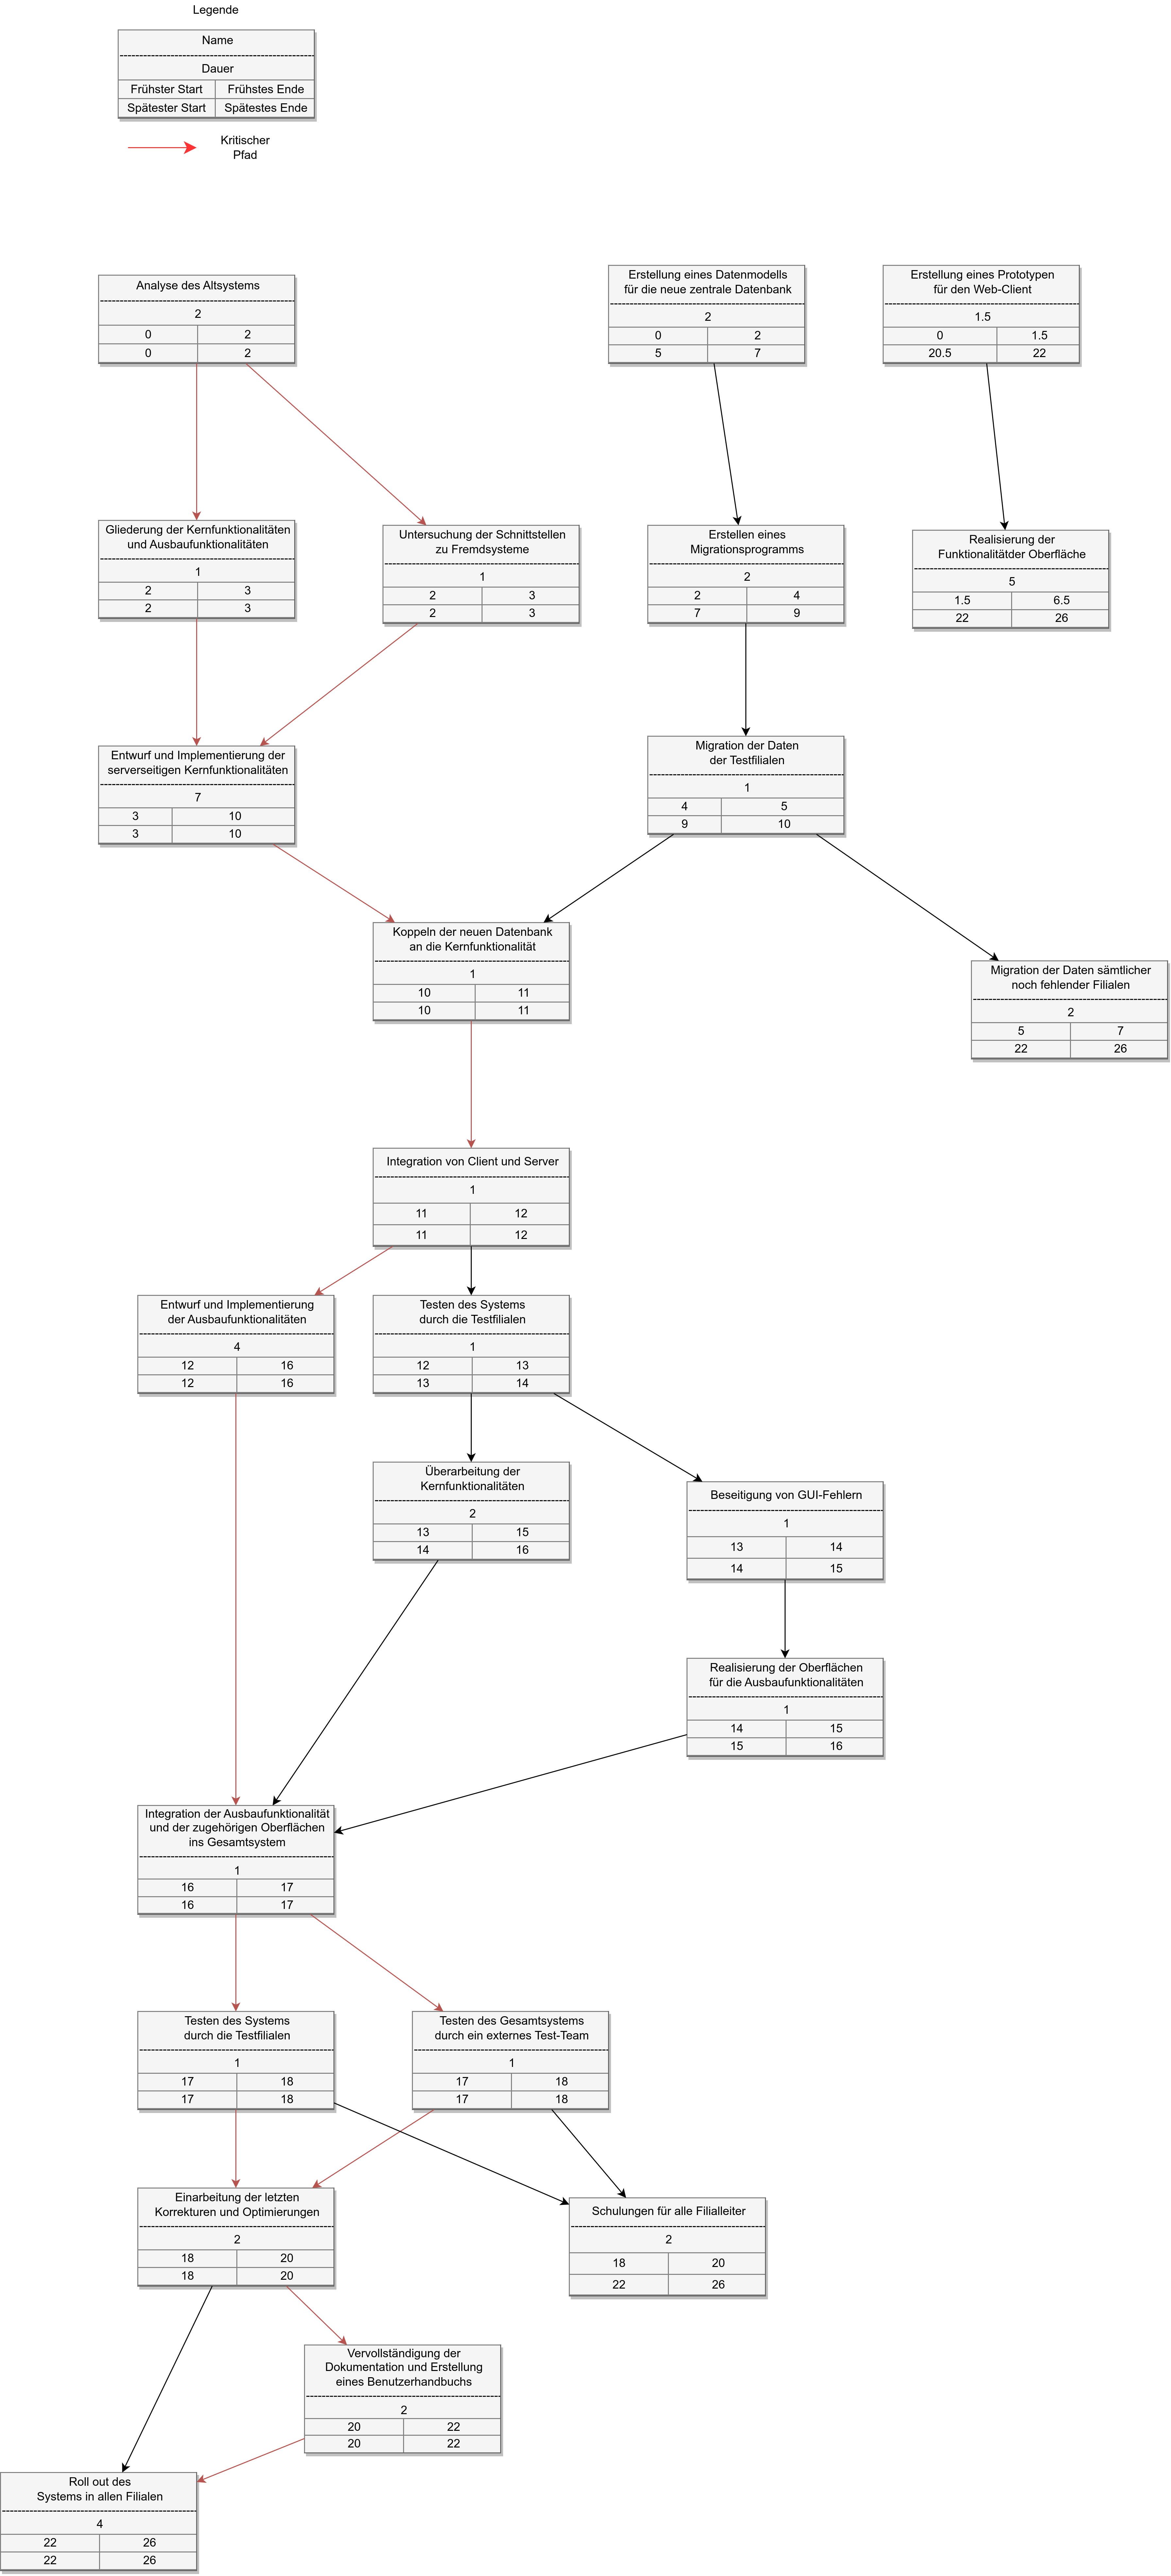 Legende
Name
Dauer
Frühster Start Frühstes Ende
Spätester Start Spätestes Ende
Kritischer
Pfad
Analyse des Altsystems
2
0 2
0 2
Erstellung eines Datenmodells
für die neue zentrale Datenbank
2
0 2
5 7
Erstellung eines Prototypen
für den Web-Client
1.5
0 1.5
20.5 22
Gliederung der Kernfunktionalitäten
und Ausbaufunktionalitäten
1
2 3
2 3
Untersuchung der Schnittstellen
zu Fremdsysteme
1
2 3
2 3
Erstellen eines
Migrationsprogramms
2
2 4
7 9
Realisierung der
Funktionalitätder Oberfläche
5
1.5 6.5
22 26
Entwurf und Implementierung der
serverseitigen Kernfunktionalitäten
7
3 10
3 10
Migration der Daten
der Testfilialen
1
4 5
9 10
Koppeln der neuen Datenbank
an die Kernfunktionalität
1
10 11
10 11
Migration der Daten sämtlicher
noch fehlender Filialen
2
5 7
22 26
Integration von Client und Server
1
11 12
11 12
Entwurf und Implementierung
der Ausbaufunktionalitäten
4
12 16
12 16
Testen des Systems
durch die Testfilialen
1
12 13
13 14
Überarbeitung der
Kernfunktionalitäten
2
13 15
14 16
Beseitigung von GUI-Fehlern
1
13 14
14 15
Realisierung der Oberflächen
für die Ausbaufunktionalitäten
1
14 15
15 16
Integration der Ausbaufunktionalität
und der zugehörigen Oberflächen
ins Gesamtsystem
1
16 17
16 17
Testen des Systems
durch die Testfilialen
1
17 18
17 18
Testen des Gesamtsystems
durch ein externes Test-Team
1
17 18
17 18
Einarbeitung der letzten
Korrekturen und Optimierungen
2
18 20
18 20
Schulungen für alle Filialleiter
2
18 20
22 26
Vervollständigung der
Dokumentation und Erstellung
eines Benutzerhandbuchs
2
20 22
20 22
Roll out des
Systems in allen Filialen
4
22 26
22 26